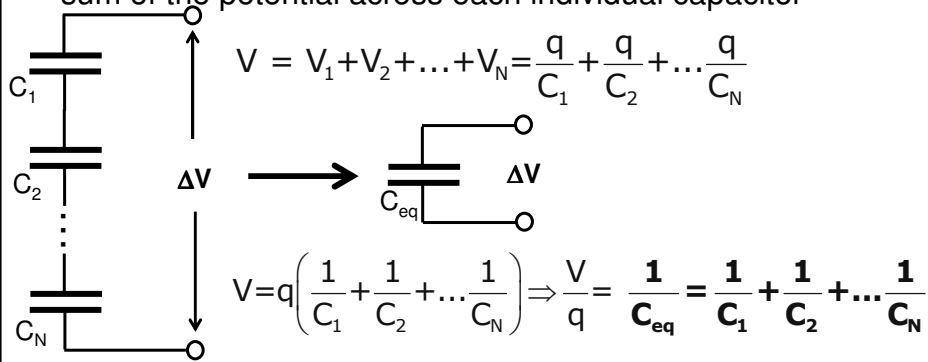 sum of the potential across each individual capacitor
V = V₁+V₂+...+V_N = q/C₁ + q/C₂ + ... q/C_N
C₁
C₂
ΔV
C_eq
ΔV
C_N
V=q(1/C₁ + 1/C₂ + ... 1/C_N) ⇒ V/q = 1/C_eq = 1/C₁ + 1/C₂ + ... 1/C_N